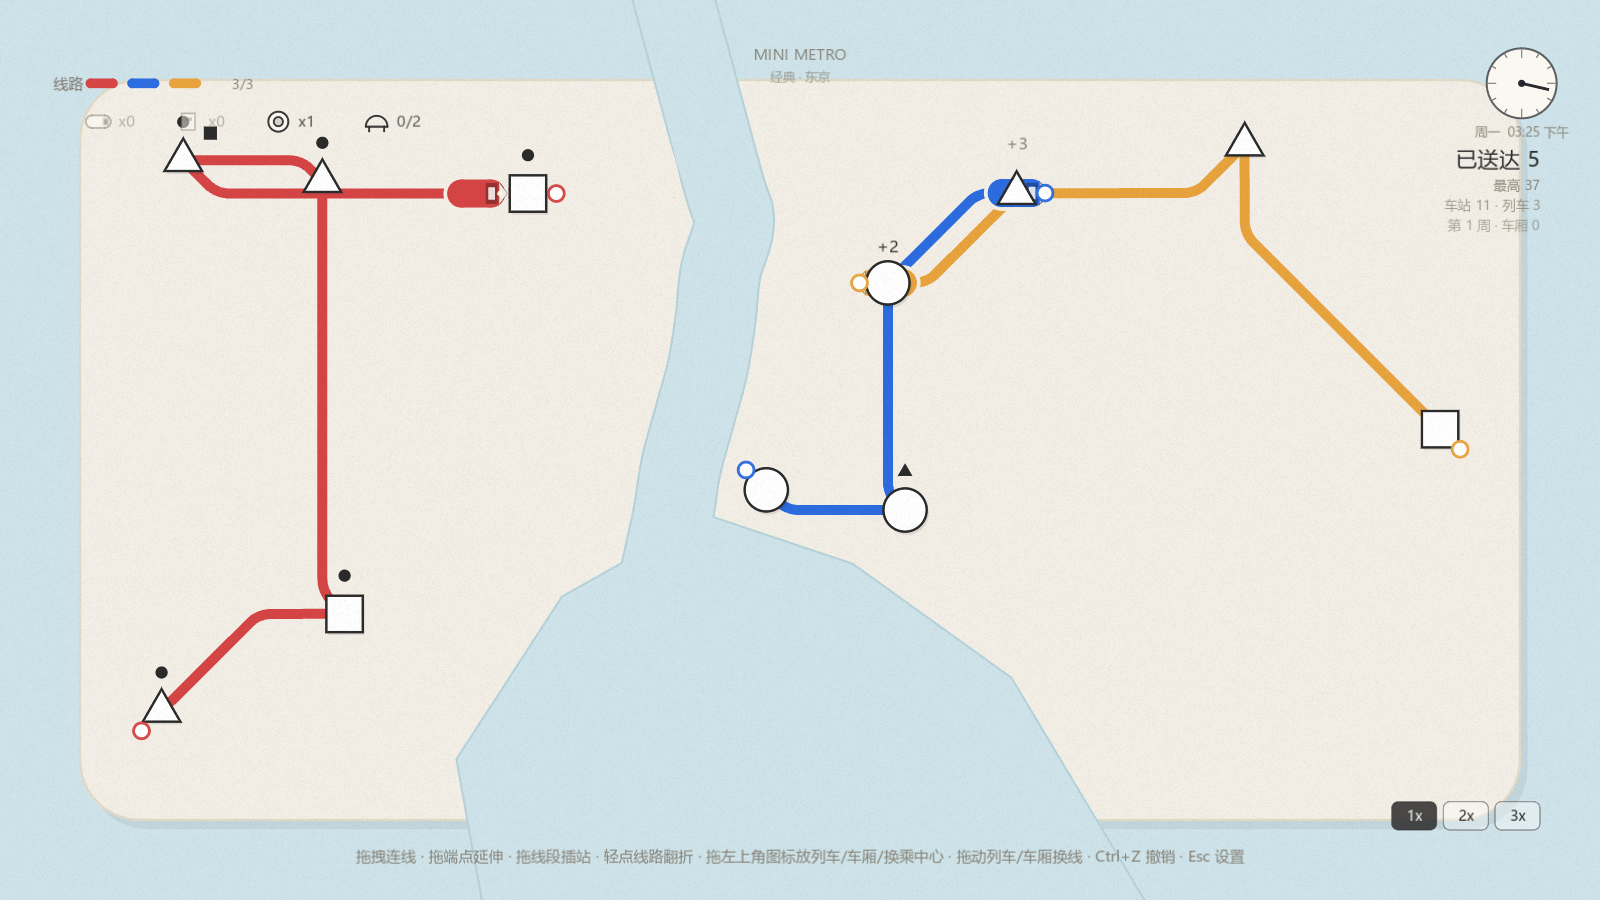 MINI METRO
经典 · 东京
线路 3/3
x0 x0 x1 0/2
周一 03:25 下午
已送达 5
最高 37
车站 11 · 列车 3
第 1 周 · 车厢 0
+3
+2
1x 2x 3x
拖拽连线 · 拖端点延伸 · 拖线段插站 · 轻点线路翻折 · 拖左上角图标放列车/车厢/换乘中心 · 拖动列车/车厢换线 · Ctrl+Z 撤销 · Esc 设置